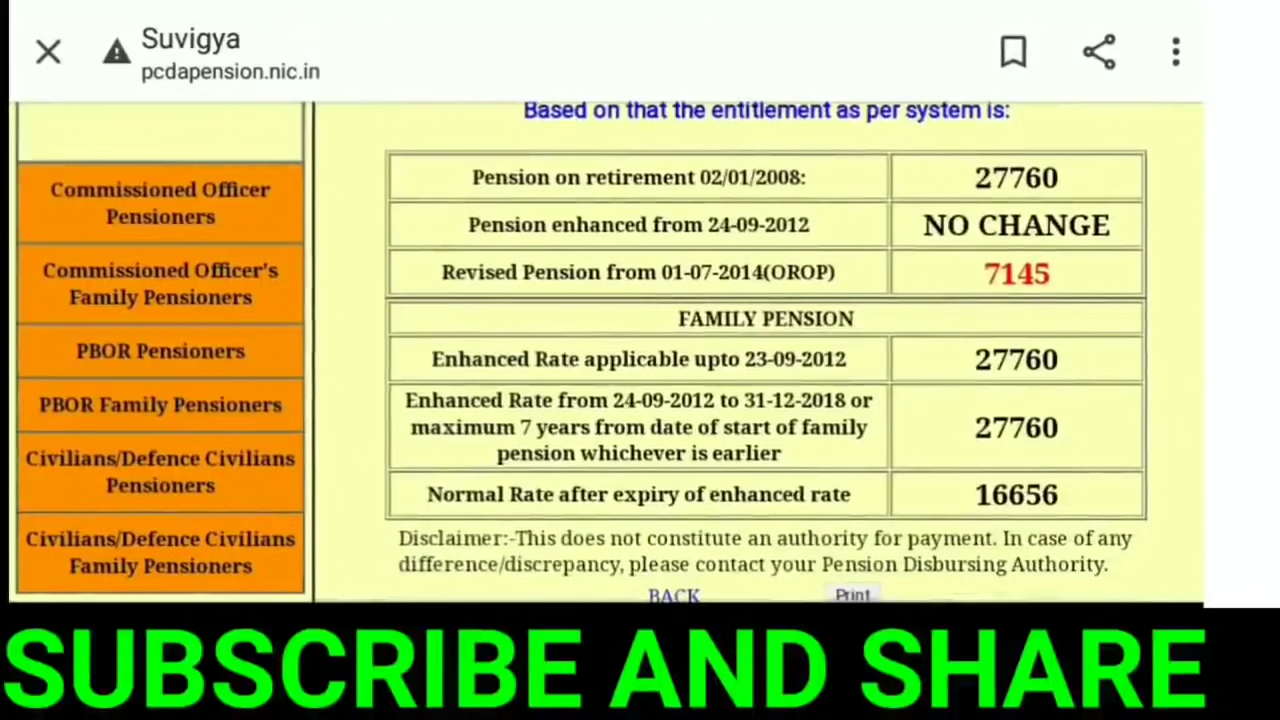 Suvigya
pcdapension.nic.in
Based on that the entitlement as per system is:
Commissioned Officer
Pensioners
Commissioned Officer's
Family Pensioners
PBOR Pensioners
PBOR Family Pensioners
Civilians/Defence Civilians
Pensioners
Civilians/Defence Civilians
Family Pensioners
Pension on retirement 02/01/2008: 27760
Pension enhanced from 24-09-2012 NO CHANGE
Revised Pension from 01-07-2014(OROP) 7145
FAMILY PENSION
Enhanced Rate applicable upto 23-09-2012 27760
Enhanced Rate from 24-09-2012 to 31-12-2018 or
maximum 7 years from date of start of family
pension whichever is earlier
27760
Normal Rate after expiry of enhanced rate 16656
Disclaimer:-This does not constitute an authority for payment. In case of any
difference/discrepancy, please contact your Pension Disbursing Authority.
BACK Print
SUBSCRIBE AND SHARE